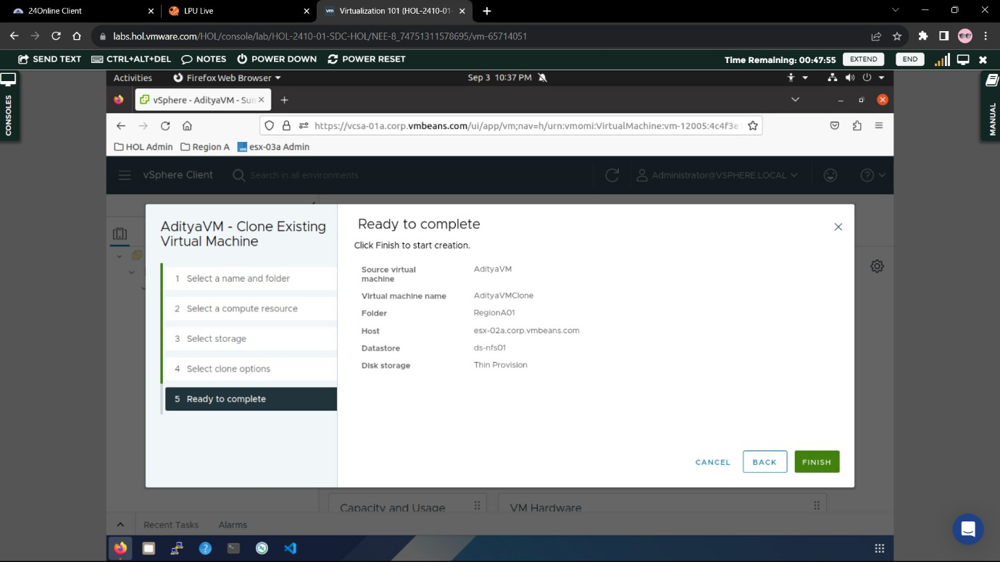 24Online Client
LPU Live
vm Virtualization 101 (HOL-2410-01-
labs.hol.vmware.com/HOL/console/lab/HOL-2410-01-SDC-HOL/NEE-8_74751311578695/vm-65714051
SEND TEXT CTRL+ALT+DEL NOTES POWER DOWN POWER RESET
Time Remaining: 00:47:55 EXTEND END
CONSOLES
MANUAL
Activities Firefox Web Browser Sep 3 10:37 PM
vSphere - AdityaVM - Sum
https://vcsa-01a.corp.vmbeans.com/ui/app/vm;nav=h/urn:vmomi:VirtualMachine:vm-12005:4c4f3e1
HOL Admin Region A vm esx-03a Admin
vSphere Client Search in all environments Administrator@VSPHERE.LOCAL
AdityaVM - Clone Existing
Virtual Machine
1 Select a name and folder
2 Select a compute resource
3 Select storage
4 Select clone options
5 Ready to complete
Ready to complete
Click Finish to start creation.
Source virtual machine AdityaVM
Virtual machine name AdityaVMClone
Folder RegionA01
Host esx-02a.corp.vmbeans.com
Datastore ds-nfs01
Disk storage Thin Provision
CANCEL BACK FINISH
Capacity and Usage VM Hardware
Recent Tasks Alarms